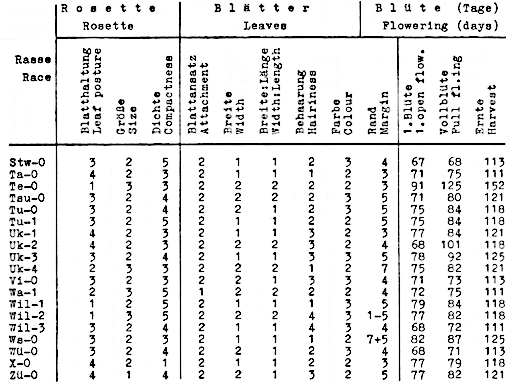 Rosette Blätter Blüte (Tage)
Rosette Leaves Flowering (days)
Rasse
Race
Blatthaltung
Leaf posture
Größe
Size
Dichte
Compactness
Blattansatz
Attachment
Breite
Width
Breite:Länge
Width:Length
Behaarung
Hairiness
Farbe
Colour
Rand
Margin
1.Blüte
1.open flow.
Vollblüte
Full fl.ing
Ernte
Harvest
Stw-0 3 2 5 2 1 1 2 3 4 67 68 113
Ta-0 4 2 3 2 1 1 1 2 3 71 75 111
Te-0 1 3 3 2 2 2 2 2 3 91 125 152
Tsu-0 3 2 4 2 2 2 2 3 5 71 80 121
Tu-0 3 2 4 2 2 1 2 3 5 75 84 118
Tu-1 3 2 5 2 1 1 2 2 5 75 84 118
Uk-1 4 2 3 2 1 1 3 2 3 77 84 121
Uk-2 4 2 3 2 2 2 3 2 4 68 101 118
Uk-3 3 2 4 2 1 1 3 3 5 78 92 125
Uk-4 2 3 3 2 2 2 1 2 7 75 82 121
Vi-0 3 2 3 2 1 1 3 3 4 71 73 113
Wa-1 2 3 5 1 2 2 2 2 4 72 75 111
Wil-1 1 2 5 2 1 1 1 3 5 79 84 118
Wil-2 1 3 5 2 2 2 4 3 1-5 77 82 118
Wil-3 3 2 4 2 1 1 4 3 4 68 72 111
Ws-0 3 2 3 2 1 1 1 2 7+5 82 87 125
Wü-0 3 2 4 2 2 1 2 3 4 68 71 113
X-0 4 2 1 2 1 1 2 2 3 77 79 118
Zü-0 4 1 4 2 2 1 3 2 5 77 82 121